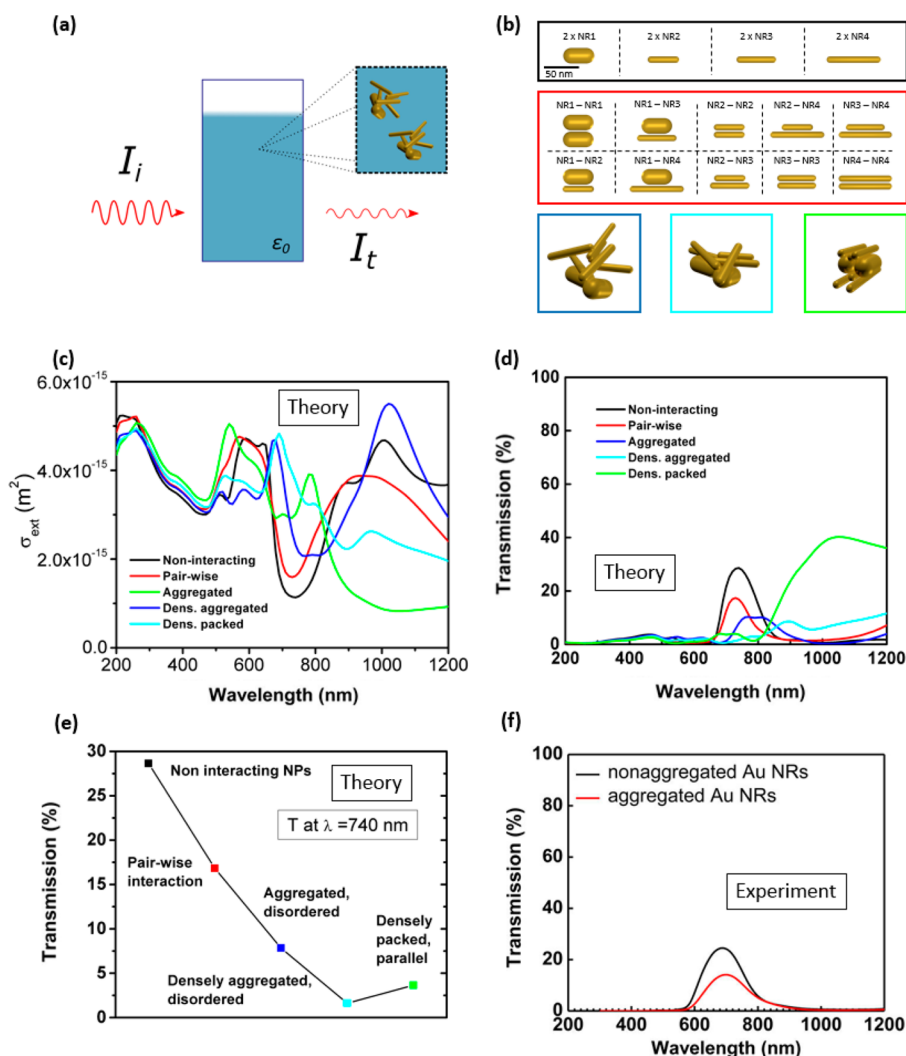 (a)
I_i
ε_0
I_t
(b)
2 x NR1
2 x NR2
2 x NR3
2 x NR4
50 nm
NR1 – NR1
NR1 – NR3
NR2 – NR2
NR2 – NR4
NR3 – NR4
NR1 – NR2
NR1 – NR4
NR2 – NR3
NR3 – NR3
NR4 – NR4
(c)
σ_ext (m²)
6.0x10^-15
4.0x10^-15
2.0x10^-15
0.0
Theory
Non-interacting
Pair-wise
Aggregated
Dens. aggregated
Dens. packed
200 400 600 800 1000 1200
Wavelength (nm)
(d)
Transmission (%)
100
80
60
40
20
0
Non-interacting
Pair-wise
Aggregated
Dens. aggregated
Dens. packed
Theory
200 400 600 800 1000 1200
Wavelength (nm)
(e)
Transmission (%)
30
25
20
15
10
5
0
Non interacting NPs
Theory
T at λ =740 nm
Pair-wise
interaction
Aggregated,
disordered
Densely
packed,
parallel
Densely aggregated,
disordered
(f)
Transmission (%)
100
80
60
40
20
0
nonaggregated Au NRs
aggregated Au NRs
Experiment
200 400 600 800 1000 1200
Wavelength (nm)